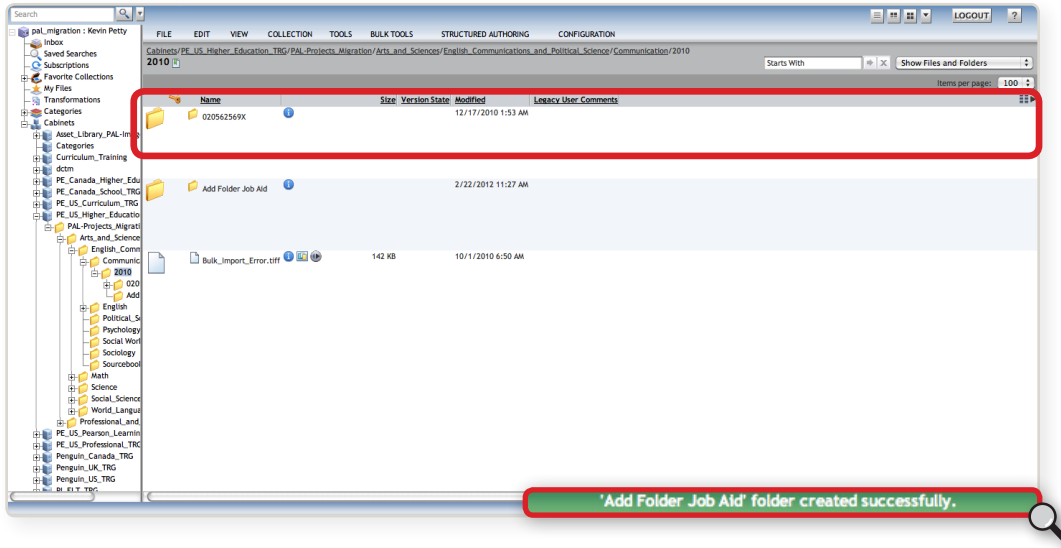 Search
LOGOUT ?
pal_migration : Kevin Petty
Inbox
Saved Searches
Subscriptions
Favorite Collections
My Files
Transformations
Categories
Cabinets
Asset_Library_PAL-Imag
Categories
Curriculum_Training
dctm
PE_Canada_Higher_Edu
PE_Canada_School_TRG
PE_US_Curriculum_TRG
PE_US_Higher_Educatio
PAL-Projects_Migrati
Arts_and_Science
English_Comm
Communic
2010
020
Add
English
Political_S
Psychology
Social Worl
Sociology
Sourcebool
Math
Science
Social_Science
World_Langua
Professional_and_
PE_US_Pearson_Learnin
PE_US_Professional_TRG
Penguin_Canada_TRG
Penguin_UK_TRG
Penguin_US_TRG
FILE EDIT VIEW COLLECTION TOOLS BULK TOOLS STRUCTURED AUTHORING CONFIGURATION
Cabinets/PE_US_Higher_Education_TRG/PAL-Projects_Migration/Arts_and_Sciences/English_Communications_and_Political_Science/Communication/2010
2010
Starts With X Show Files and Folders
Items per page: 100
Name Size Version State Modified Legacy User Comments
020562569X 12/17/2010 1:53 AM
Add Folder Job Aid 2/22/2012 11:27 AM
Bulk_Import_Error.tiff 142 KB 10/1/2010 6:50 AM
'Add Folder Job Aid' folder created successfully.